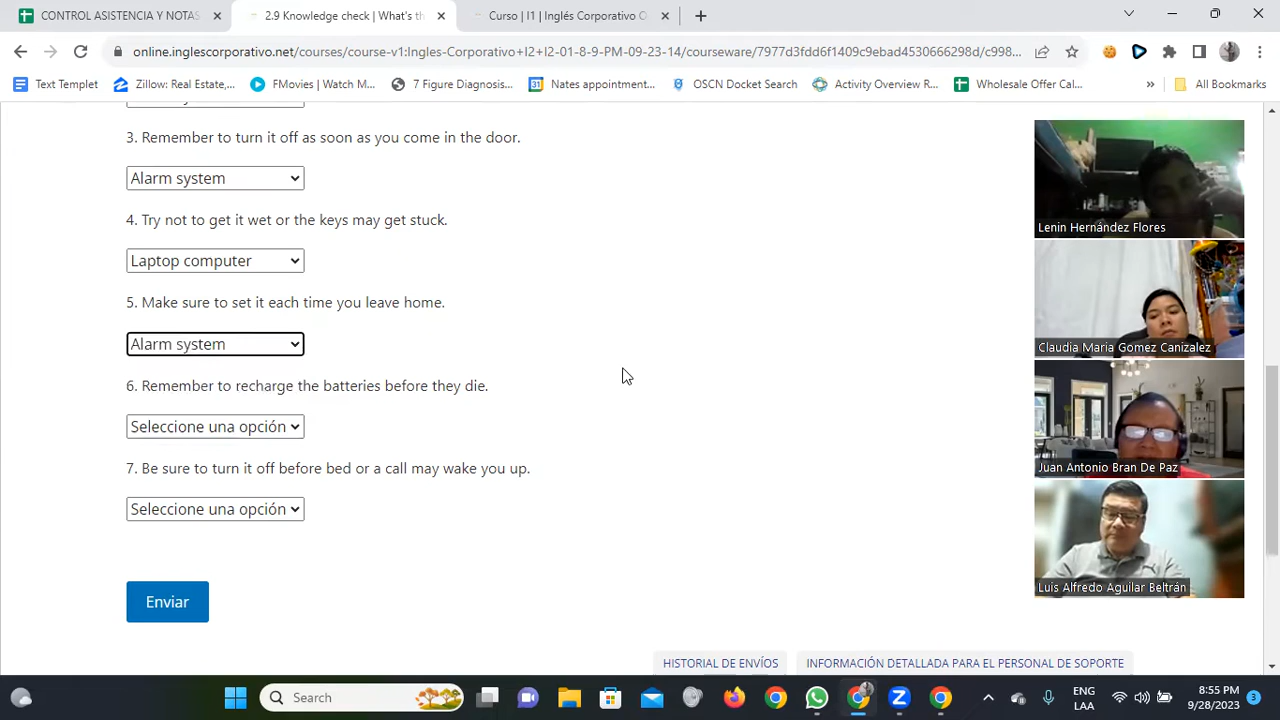 CONTROL ASISTENCIA Y NOTAS
2.9 Knowledge check | What's th
Curso | I1 | Inglés Corporativo O
online.inglescorporativo.net/courses/course-v1:Ingles-Corporativo+I2+I2-01-8-9-PM-09-23-14/courseware/7977d3fdd6f1409c9ebad4530666298d/c998...
Text Templet
Zillow: Real Estate,...
FMovies | Watch M...
7 Figure Diagnosis...
Nates appointment...
OSCN Docket Search
Activity Overview R...
Wholesale Offer Cal...
All Bookmarks
3. Remember to turn it off as soon as you come in the door.
Alarm system
4. Try not to get it wet or the keys may get stuck.
Laptop computer
5. Make sure to set it each time you leave home.
Alarm system
6. Remember to recharge the batteries before they die.
Seleccione una opción
7. Be sure to turn it off before bed or a call may wake you up.
Seleccione una opción
Enviar
HISTORIAL DE ENVÍOS
INFORMACIÓN DETALLADA PARA EL PERSONAL DE SOPORTE
Lenin Hernández Flores
Claudia Maria Gomez Canizalez
Juan Antonio Bran De Paz
Luis Alfredo Aguilar Beltrán
Search
ENG
LAA
8:55 PM
9/28/2023
3